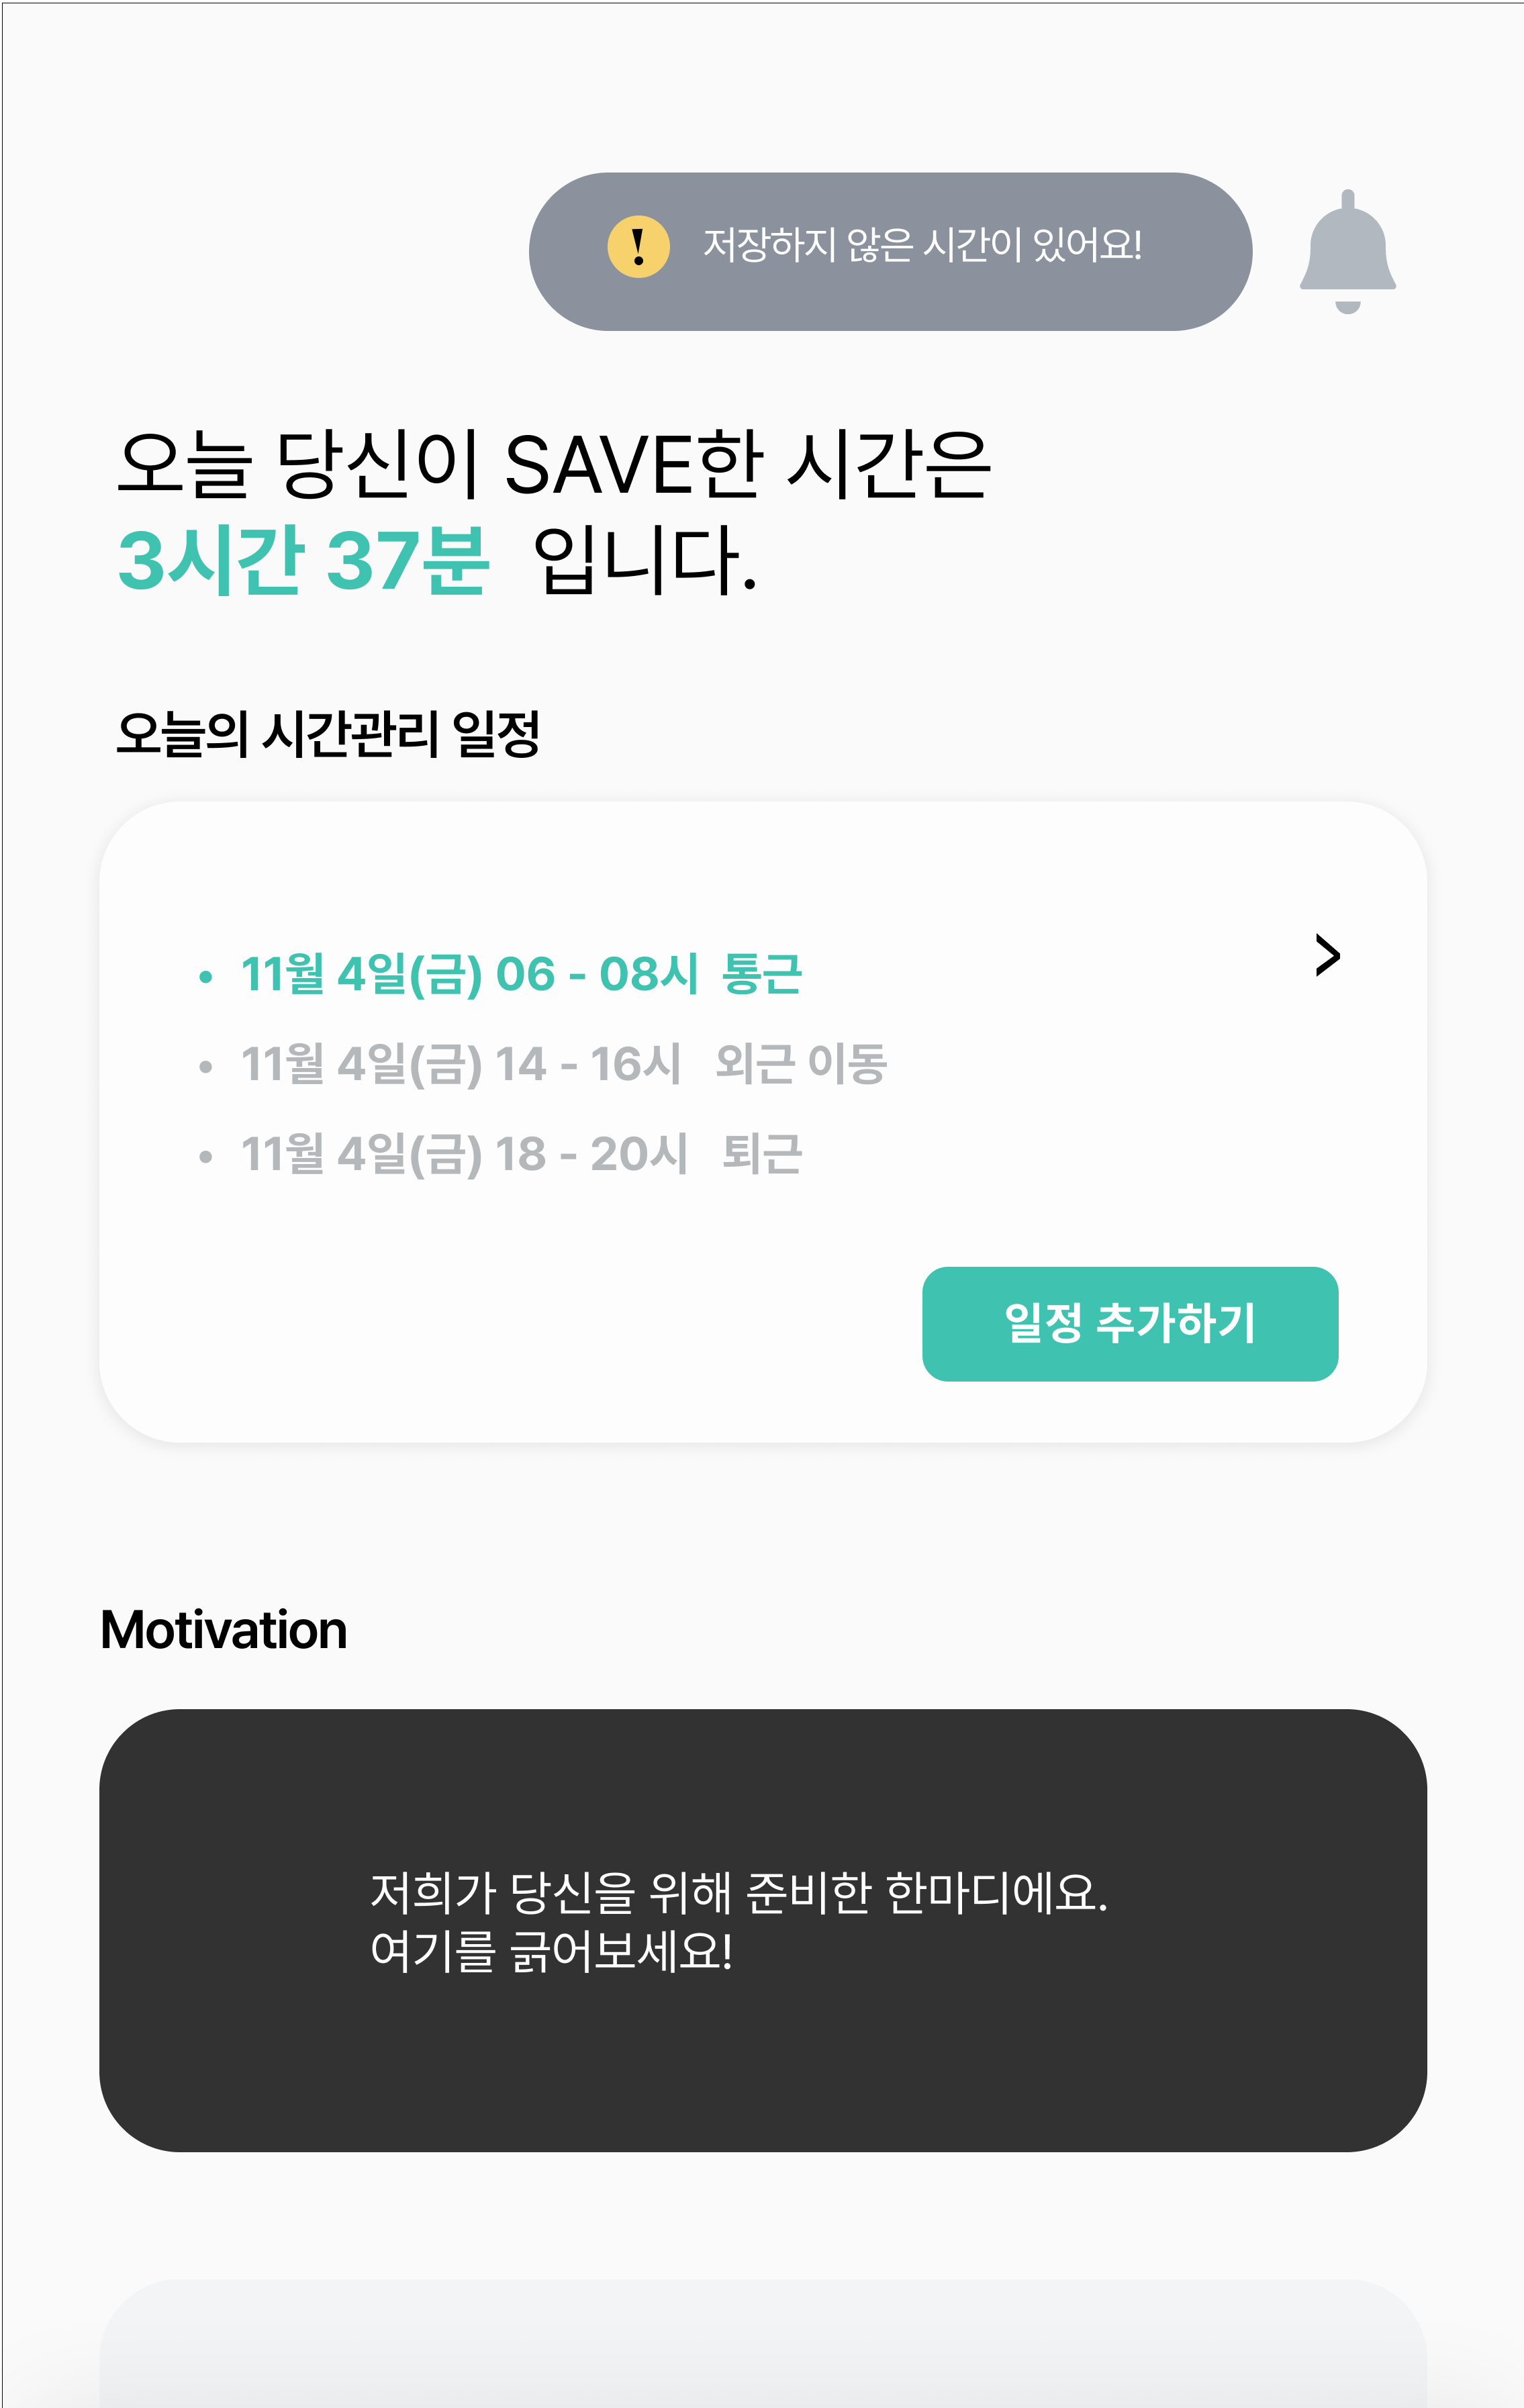 저장하지 않은 시간이 있어요!
오늘 당신이 SAVE한 시간은
3시간 37분 입니다.
오늘의 시간관리 일정
• 11월 4일(금) 06 - 08시 통근
• 11월 4일(금) 14 - 16시 외근 이동
• 11월 4일(금) 18 - 20시 퇴근
일정 추가하기
Motivation
저희가 당신을 위해 준비한 한마디에요.
여기를 긁어보세요!